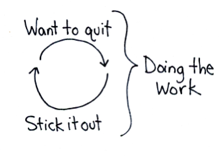 Want to quit
Stick it out
Doing the
Work